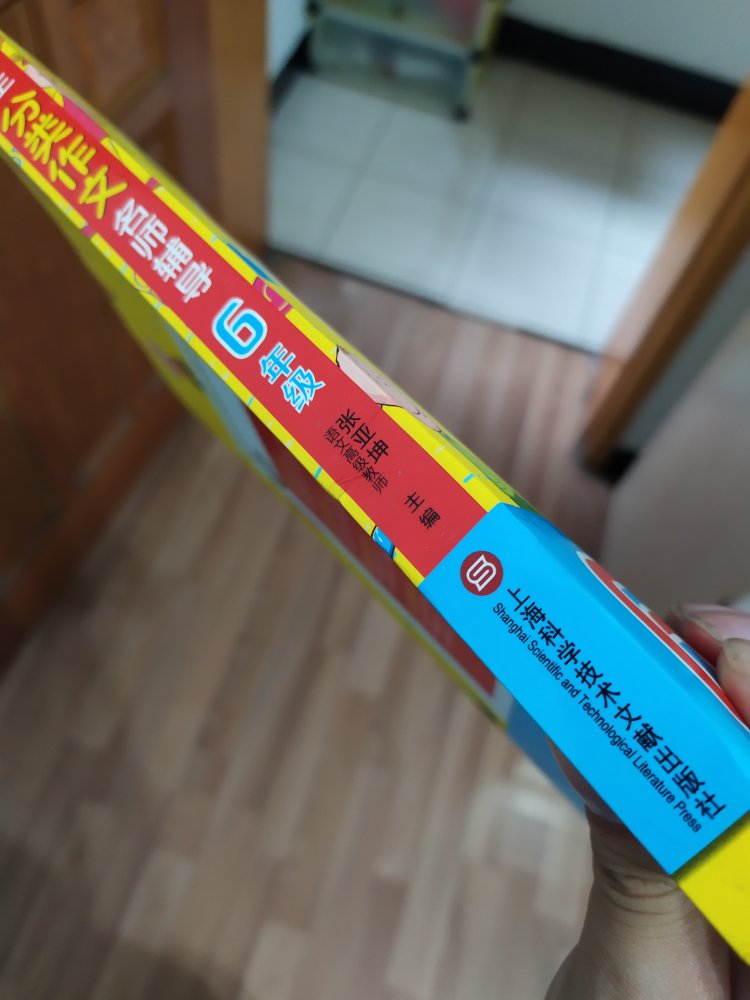 分类作文
名师辅导
6年级
张亚坤
语文高级教师
主编
上海科学技术文献出版社
Shanghai Scientific and Technological Literature Press